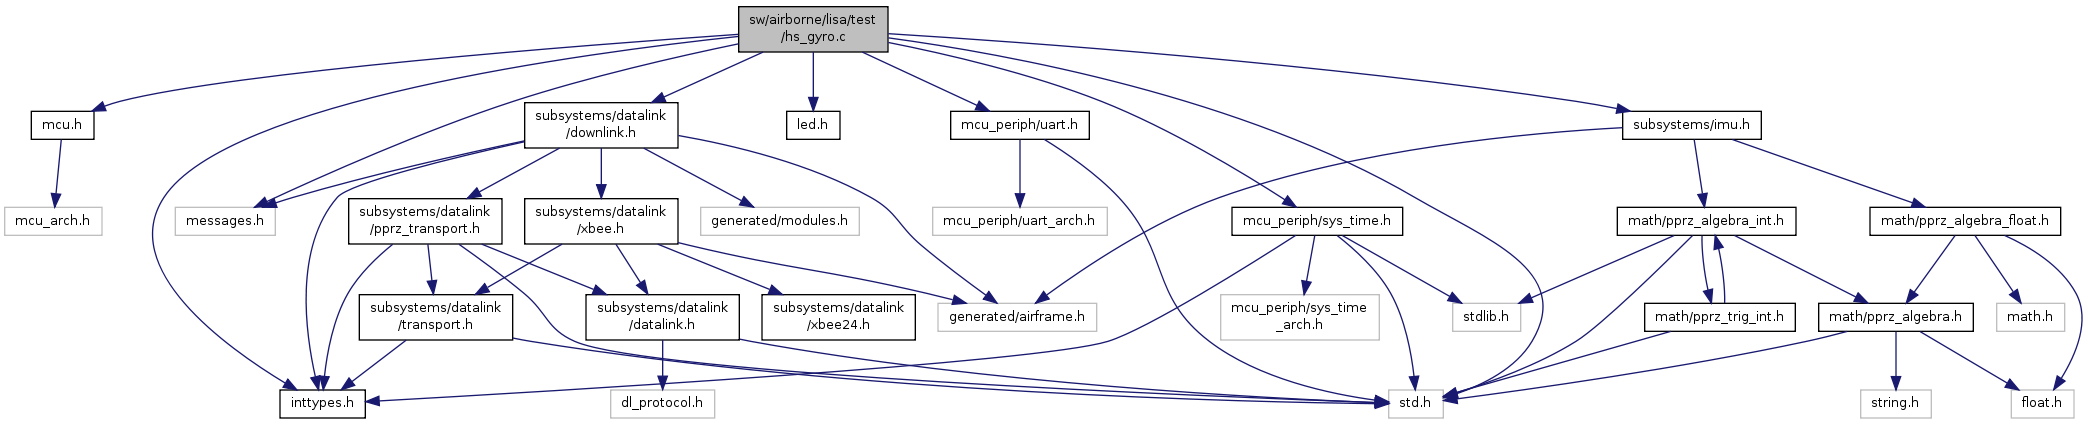 sw/airborne/lisa/test
/hs_gyro.c
mcu.h
subsystems/datalink
/downlink.h
led.h
mcu_periph/uart.h
subsystems/imu.h
mcu_arch.h
messages.h
subsystems/datalink
/pprz_transport.h
subsystems/datalink
/xbee.h
generated/modules.h
mcu_periph/uart_arch.h
mcu_periph/sys_time.h
math/pprz_algebra_int.h
math/pprz_algebra_float.h
subsystems/datalink
/transport.h
subsystems/datalink
/datalink.h
subsystems/datalink
/xbee24.h
generated/airframe.h
mcu_periph/sys_time
_arch.h
stdlib.h
math/pprz_trig_int.h
math/pprz_algebra.h
math.h
inttypes.h
dl_protocol.h
std.h
string.h
float.h